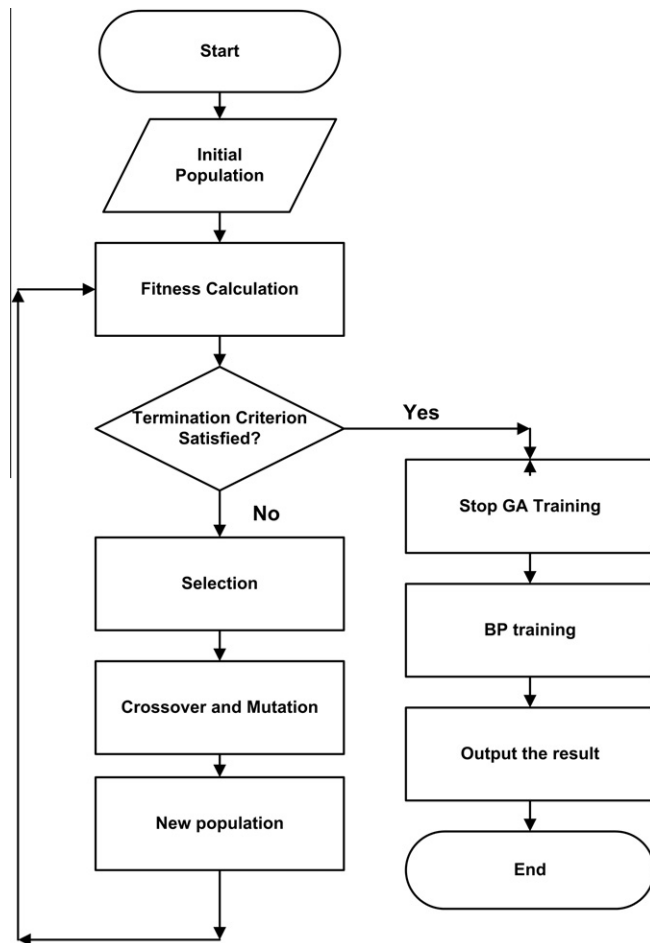 Start
Initial
Population
Fitness Calculation
Termination Criterion
Satisfied?
Yes
No
Stop GA Training
Selection
BP training
Crossover and Mutation
Output the result
New population
End